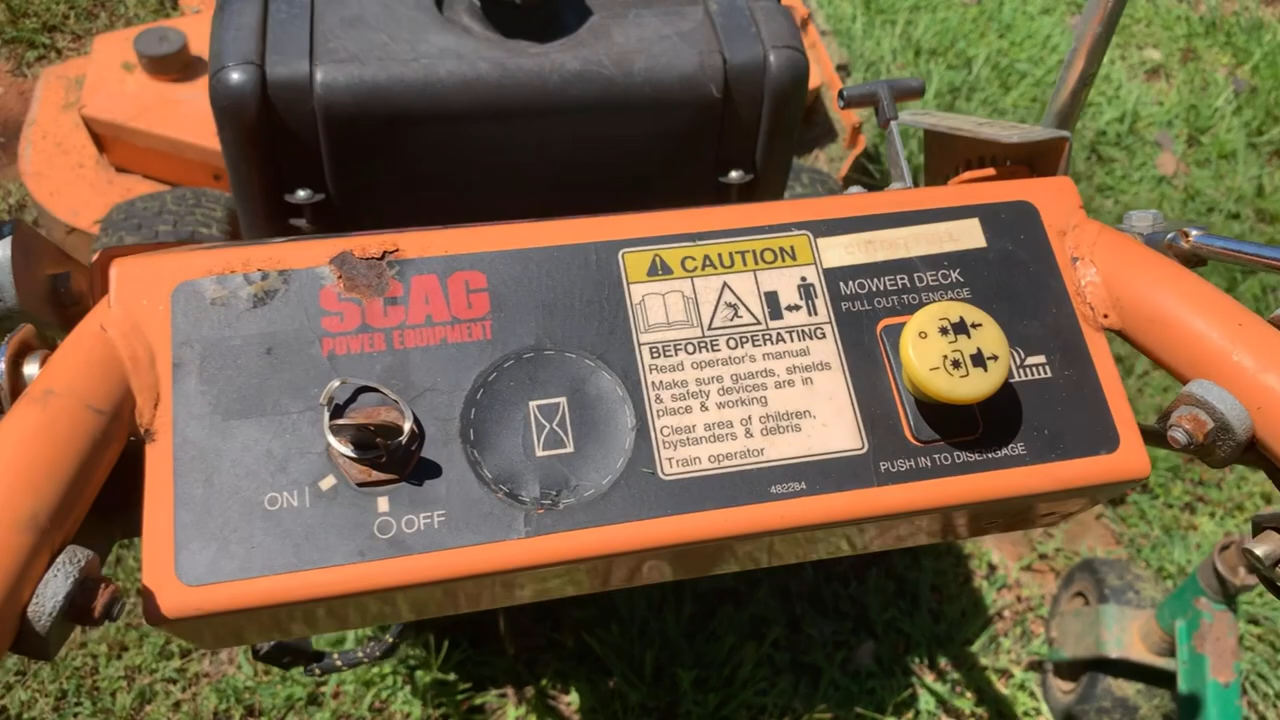 SCAG
POWER EQUIPMENT
ON |
OFF
CAUTION
BEFORE OPERATING
Read operator's manual
Make sure guards, shields
& safety devices are in
place & working
Clear area of children,
bystanders & debris
Train operator
482284
MOWER DECK
PULL OUT TO ENGAGE
PUSH IN TO DISENGAGE